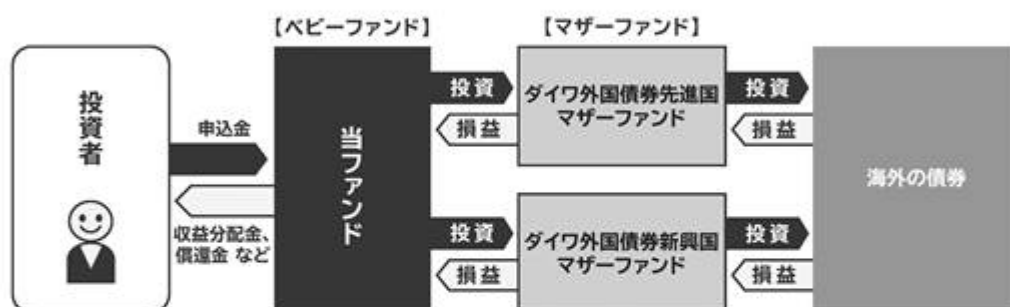 【ベビーファンド】
【マザーファンド】
投資者
申込金
収益分配金、
償還金 など
当ファンド
投資
損益
ダイワ外国債券先進国
マザーファンド
投資
損益
投資
損益
ダイワ外国債券新興国
マザーファンド
投資
損益
海外の債券